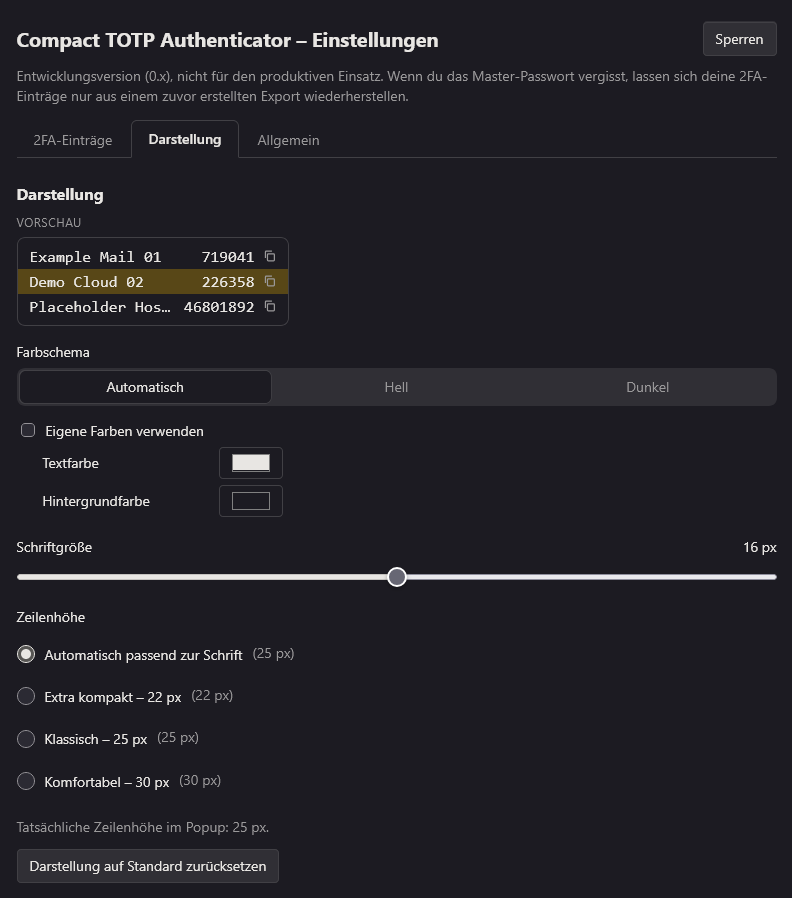 Compact TOTP Authenticator – Einstellungen
Sperren
Entwicklungsversion (0.x), nicht für den produktiven Einsatz. Wenn du das Master-Passwort vergisst, lassen sich deine 2FA-
Einträge nur aus einem zuvor erstellten Export wiederherstellen.
2FA-Einträge Darstellung Allgemein
Darstellung
VORSCHAU
Example Mail 01 719041
Demo Cloud 02 226358
Placeholder Hos… 46801892
Farbschema
Automatisch Hell Dunkel
Eigene Farben verwenden
Textfarbe
Hintergrundfarbe
Schriftgröße 16 px
Zeilenhöhe
Automatisch passend zur Schrift (25 px)
Extra kompakt – 22 px (22 px)
Klassisch – 25 px (25 px)
Komfortabel – 30 px (30 px)
Tatsächliche Zeilenhöhe im Popup: 25 px.
Darstellung auf Standard zurücksetzen